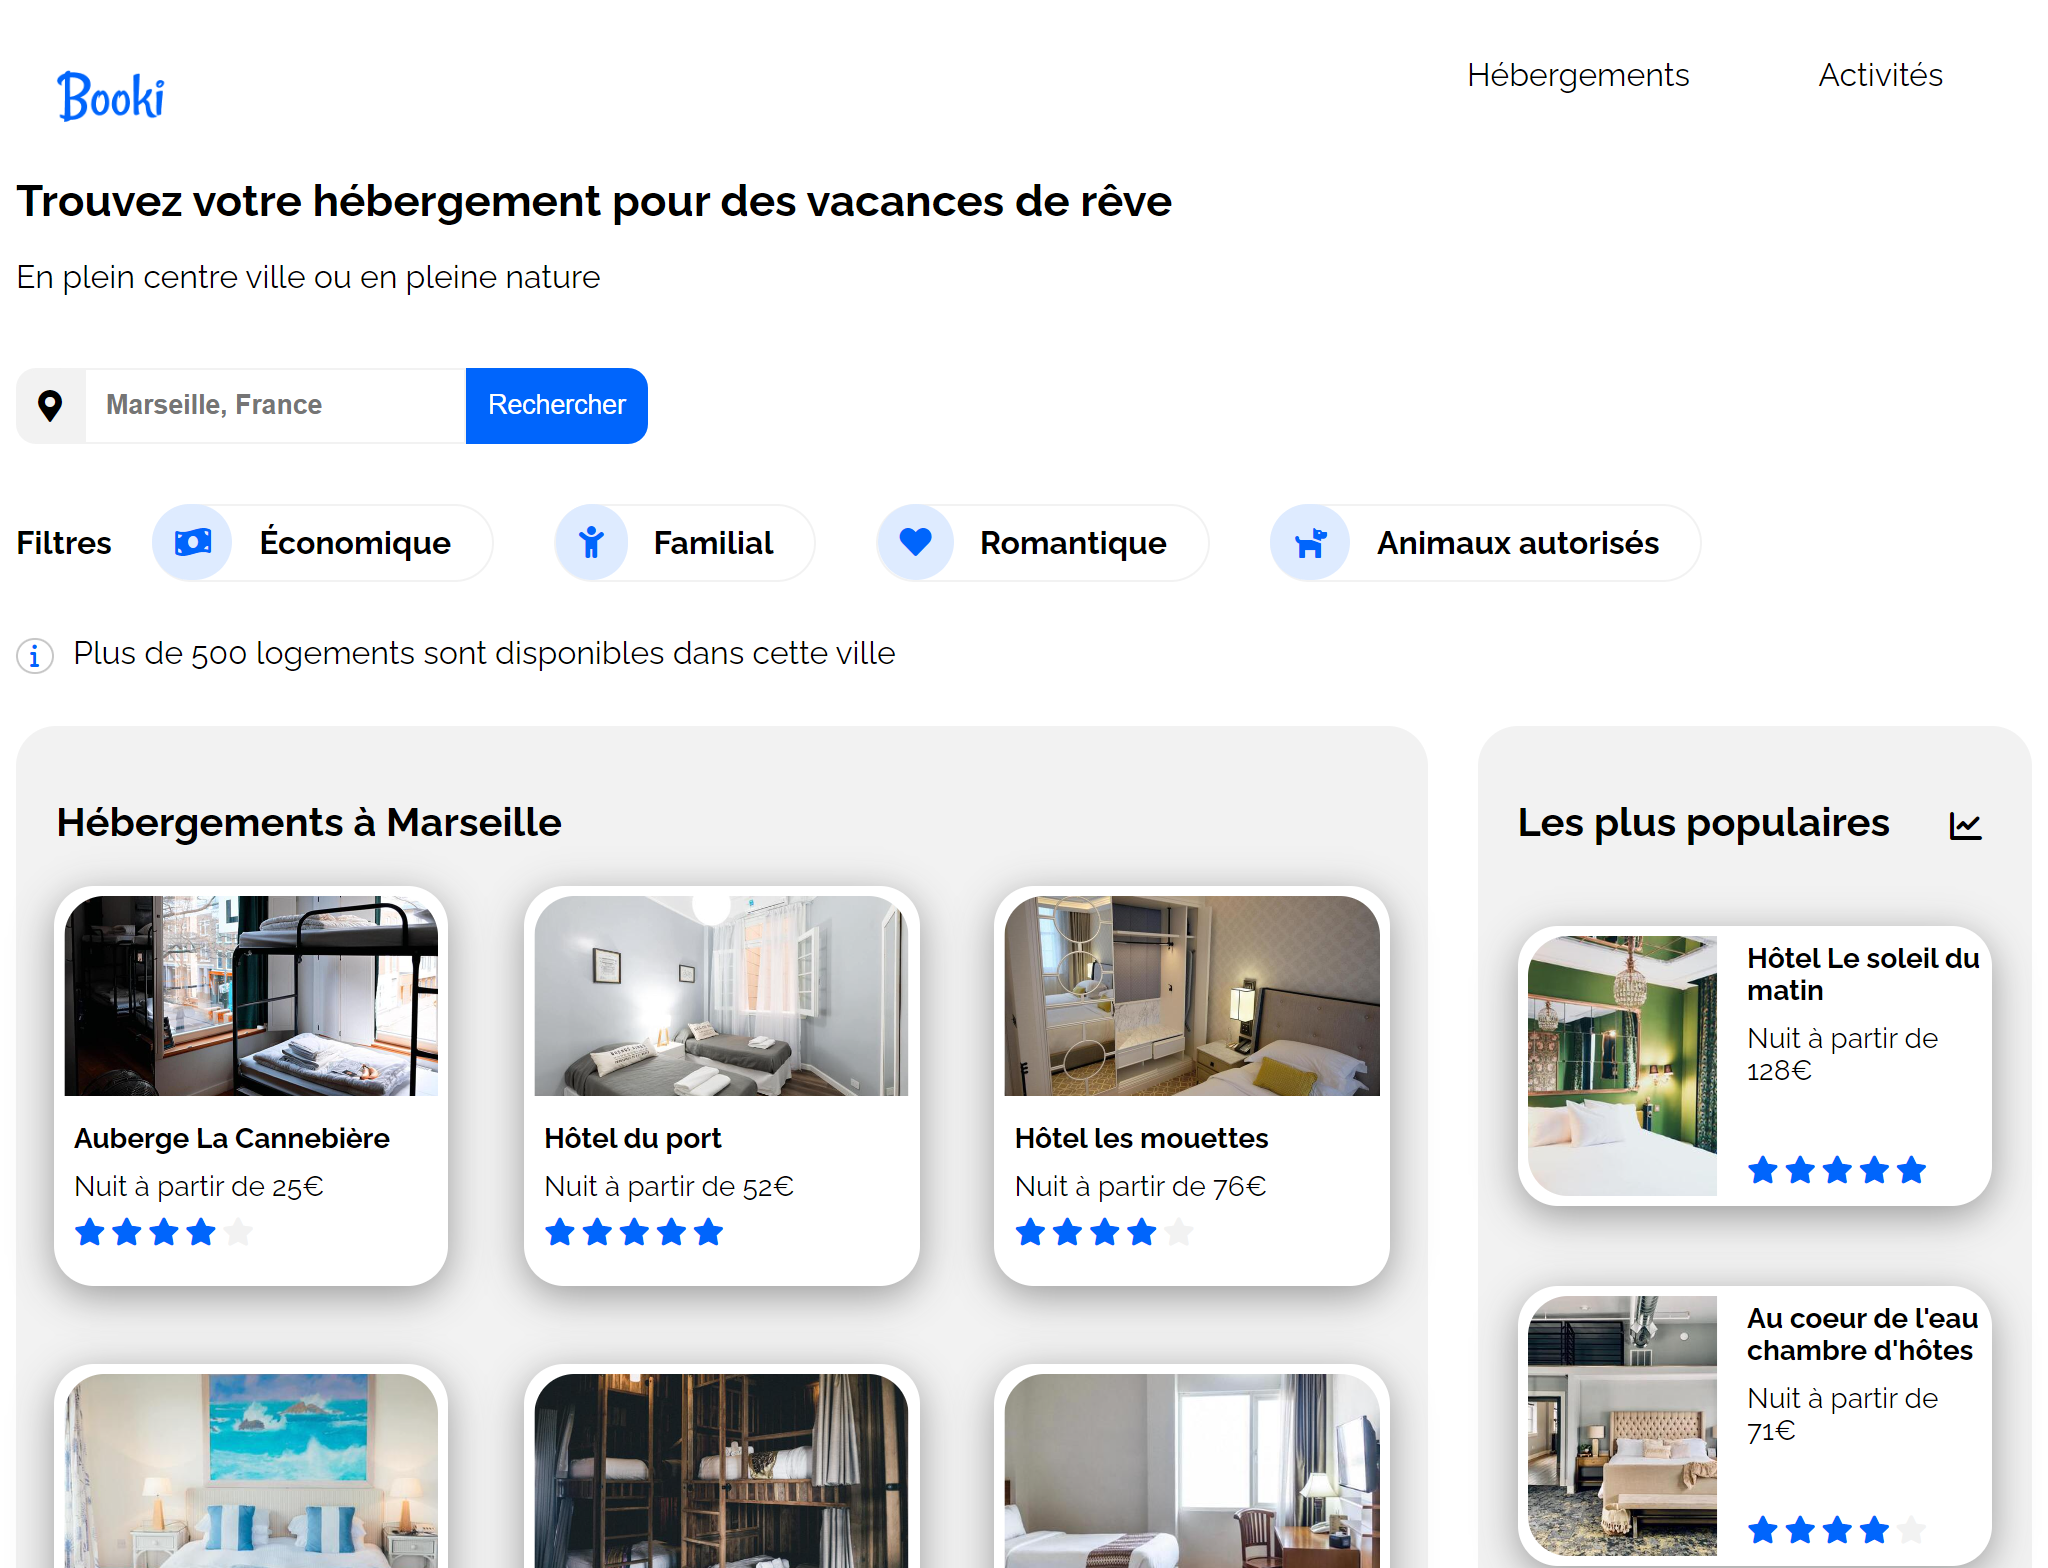 Booki
Hébergements
Activités
Trouvez votre hébergement pour des vacances de rêve
En plein centre ville ou en pleine nature
Marseille, France
Rechercher
Filtres
Économique
Familial
Romantique
Animaux autorisés
Plus de 500 logements sont disponibles dans cette ville
Hébergements à Marseille
Auberge La Cannebière
Nuit à partir de 25€
Hôtel du port
Nuit à partir de 52€
Hôtel les mouettes
Nuit à partir de 76€
Les plus populaires
Hôtel Le soleil du
matin
Nuit à partir de
128€
Au coeur de l'eau
chambre d'hôtes
Nuit à partir de
71€